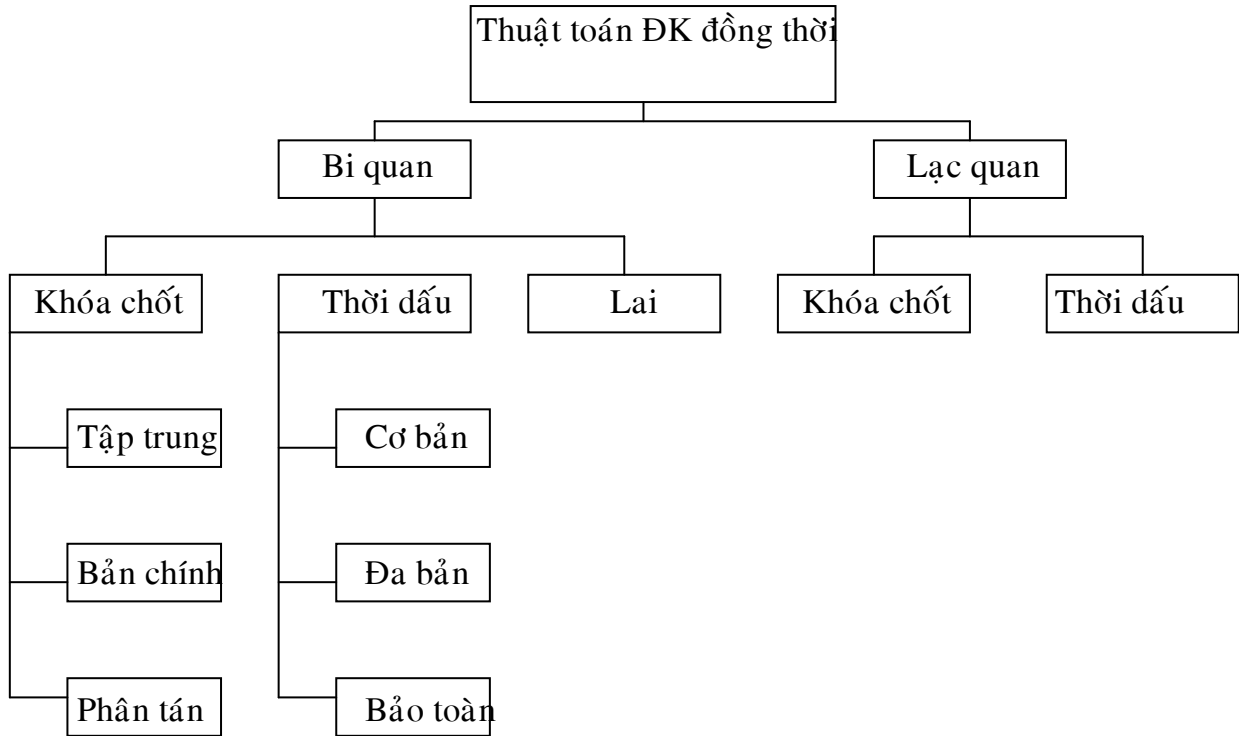 Thuật toán ĐK đồng thời
Bi quan
Lạc quan
Khóa chốt
Thời dấu
Lai
Khóa chốt
Thời dấu
Tập trung
Cơ bản
Bản chính
Đa bản
Phân tán
Bảo toàn